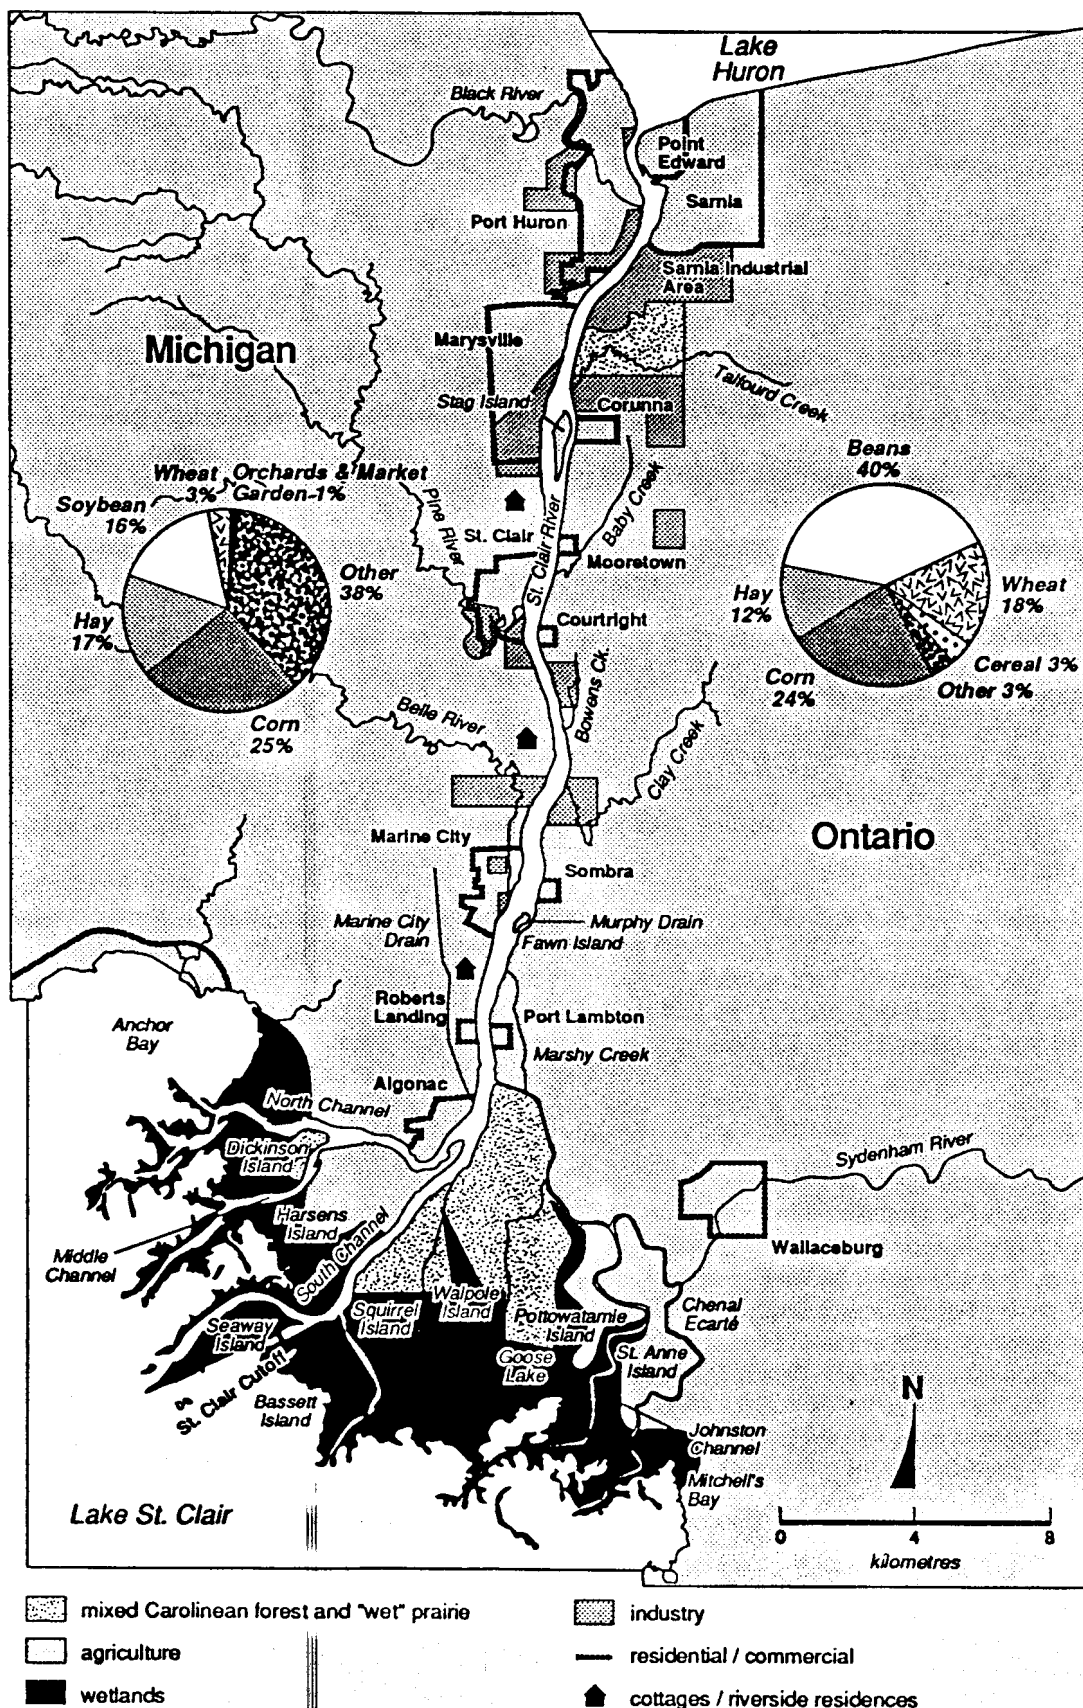 Lake
Huron
Black River
Point
Edward
Sarnia
Port Huron
Sarnia Industrial
Area
Marysville
Michigan
Talfourd Creek
Stag Island
Corunna
Beans
40%
Wheat
3%
Orchards & Market
Garden 1%
Soybean
16%
Pine River
St. Clair River
Baby Creek
St. Clair
Mooretown
Other
38%
Hay
17%
Hay
12%
Wheat
18%
Courtright
Cereal 3%
Other 3%
Corn
24%
Corn
25%
Belle River
Bowens Ck.
Clay Creek
Marine City
Ontario
Sombra
Marine City
Drain
Murphy Drain
Fawn Island
Roberts
Landing
Port Lambton
Anchor
Bay
Marshy Creek
Algonac
North Channel
Dickinson
Island
Sydenham River
Harsens
Island
South Channel
Middle
Channel
Wallaceburg
Walpole
Island
Squirrel
Island
Pottowatamie
Island
Chenal
Ecarté
Seaway
Island
St. Clair Cutoff
Goose
Lake
St. Anne
Island
Bassett
Island
N
Johnston
Channel
Mitchell's
Bay
Lake St. Clair
0 4 8
kilometres
mixed Carolinean forest and "wet" prairie
industry
agriculture
residential / commercial
wetlands
cottages / riverside residences